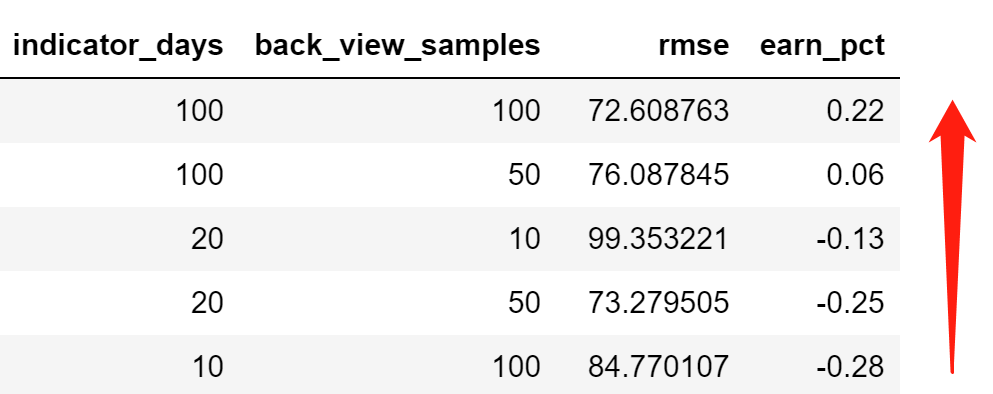 indicator_days back_view_samples rmse earn_pct
100 100 72.608763 0.22
100 50 76.087845 0.06
20 10 99.353221 -0.13
20 50 73.279505 -0.25
10 100 84.770107 -0.28